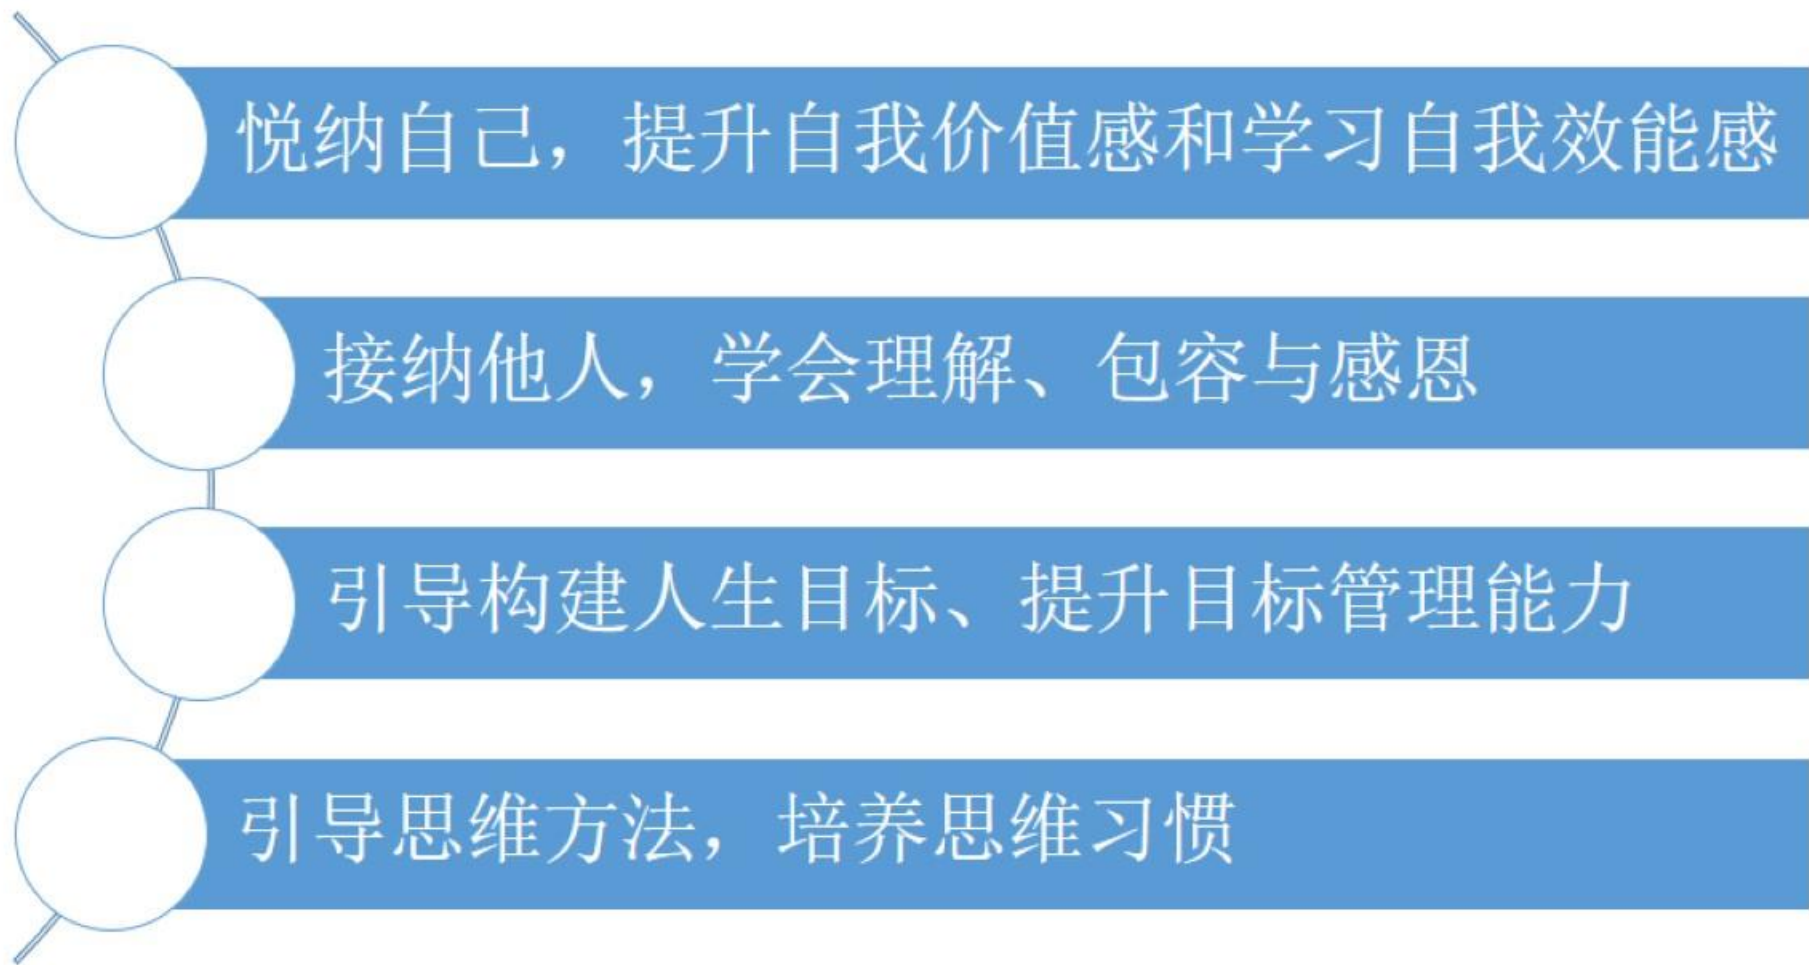 悦纳自己，提升自我价值感和学习自我效能感
接纳他人，学会理解、包容与感恩
引导构建人生目标、提升目标管理能力
引导思维方法，培养思维习惯